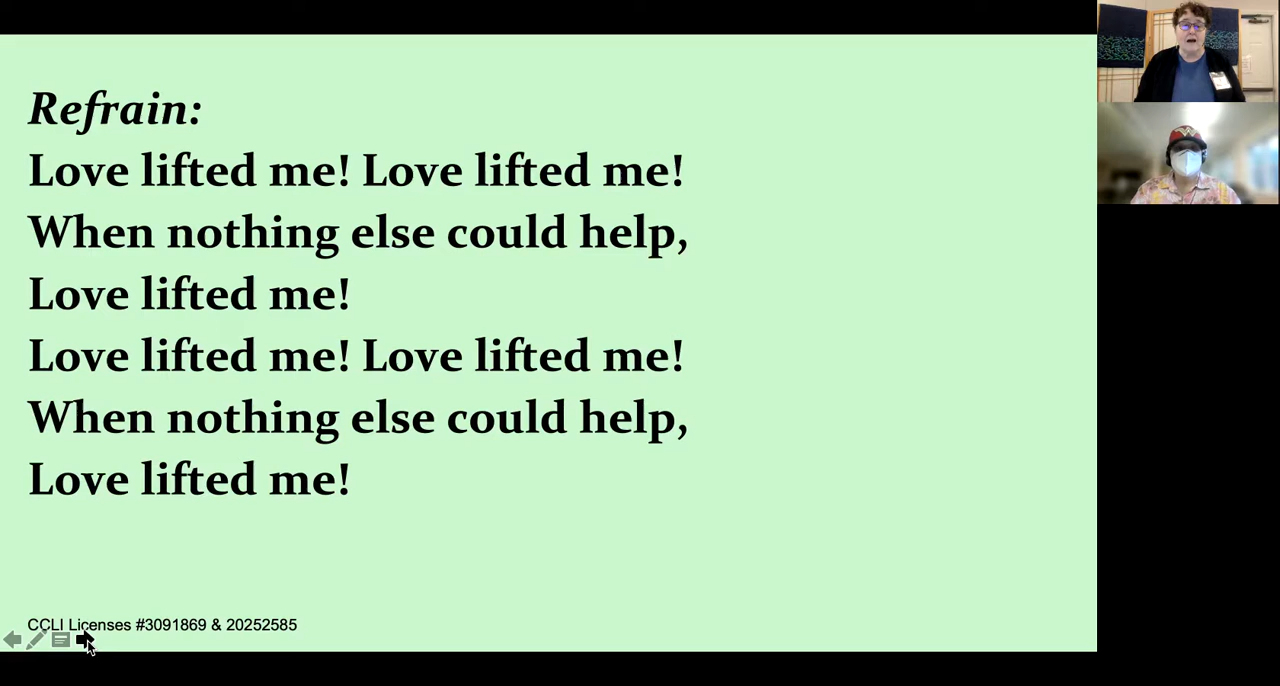 Refrain:
Love lifted me! Love lifted me!
When nothing else could help,
Love lifted me!
Love lifted me! Love lifted me!
When nothing else could help,
Love lifted me!
CCLI Licenses #3091869 & 20252585